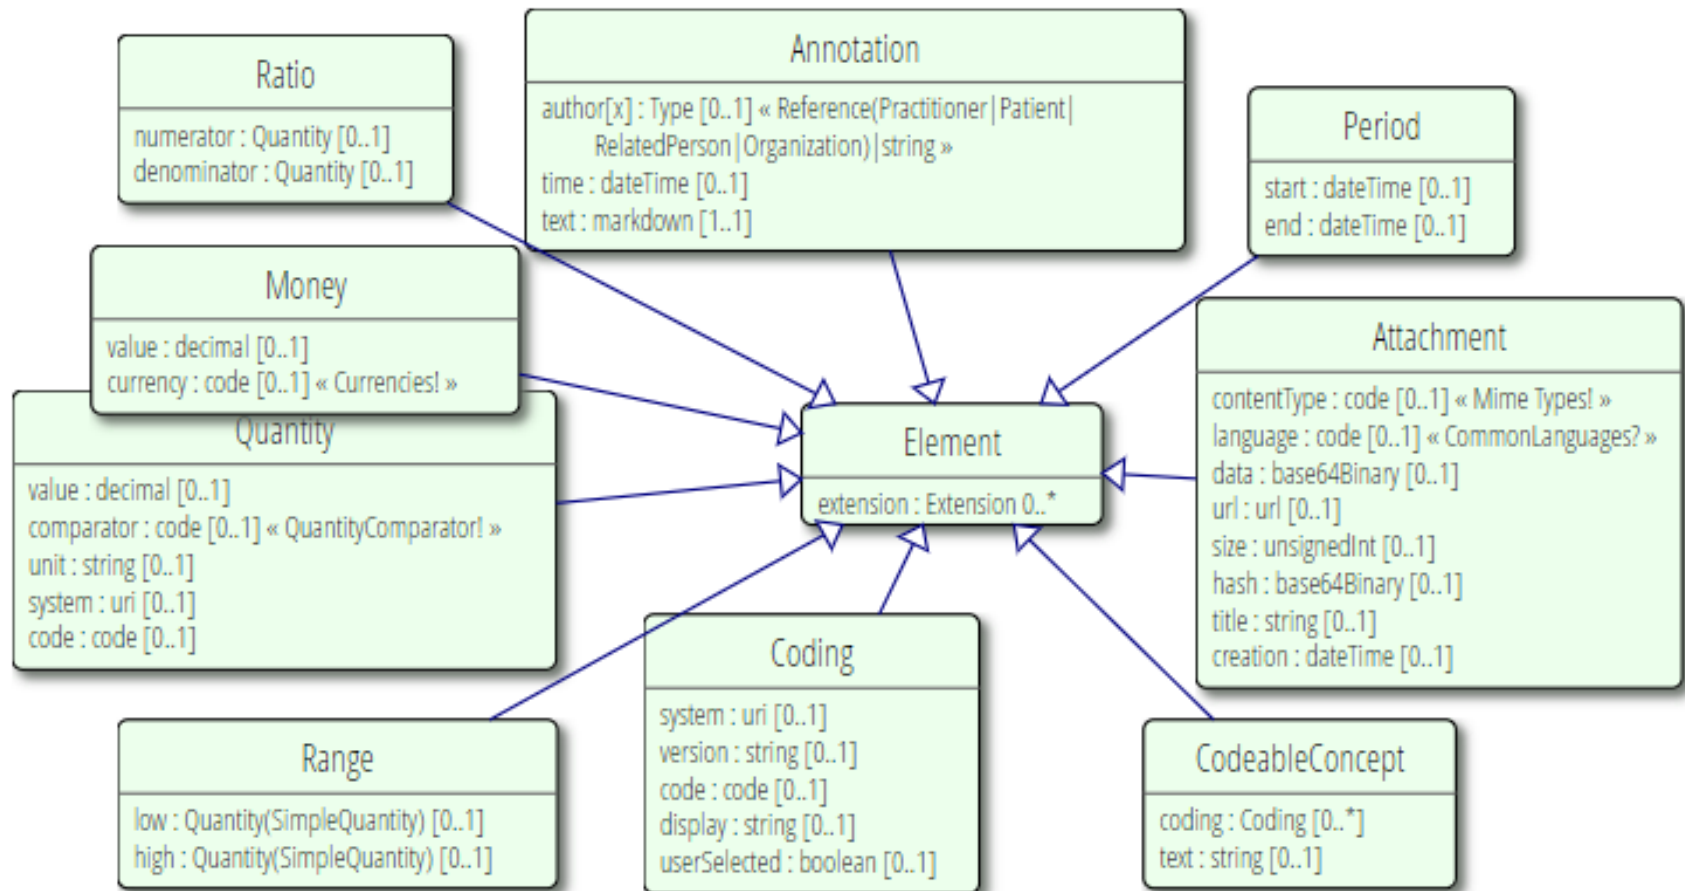 Ratio
numerator : Quantity [0..1]
denominator : Quantity [0..1]
Annotation
author[x] : Type [0..1] « Reference(Practitioner|Patient|
RelatedPerson|Organization)|string »
time : dateTime [0..1]
text : markdown [1..1]
Period
start : dateTime [0..1]
end : dateTime [0..1]
Money
value : decimal [0..1]
currency : code [0..1] « Currencies! »
Attachment
contentType : code [0..1] « Mime Types! »
language : code [0..1] « CommonLanguages? »
data : base64Binary [0..1]
url : url [0..1]
size : unsignedInt [0..1]
hash : base64Binary [0..1]
title : string [0..1]
creation : dateTime [0..1]
Quantity
value : decimal [0..1]
comparator : code [0..1] « QuantityComparator! »
unit : string [0..1]
system : uri [0..1]
code : code [0..1]
Element
extension : Extension 0..*
Range
low : Quantity(SimpleQuantity) [0..1]
high : Quantity(SimpleQuantity) [0..1]
Coding
system : uri [0..1]
version : string [0..1]
code : code [0..1]
display : string [0..1]
userSelected : boolean [0..1]
CodeableConcept
coding : Coding [0..*]
text : string [0..1]